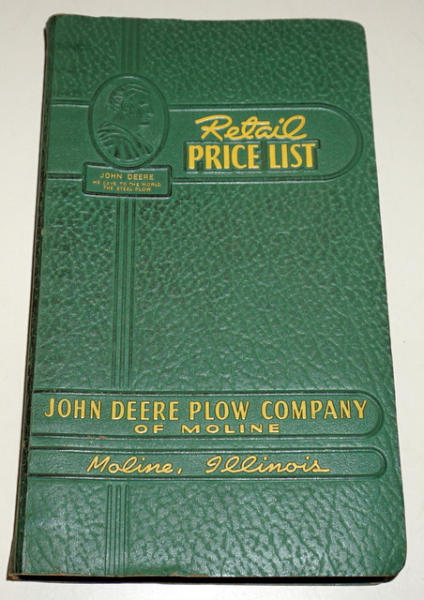 Retail
PRICE LIST
JOHN DEERE
HE GAVE TO THE WORLD
THE STEEL PLOW
JOHN DEERE PLOW COMPANY
OF MOLINE
Moline, Illinois